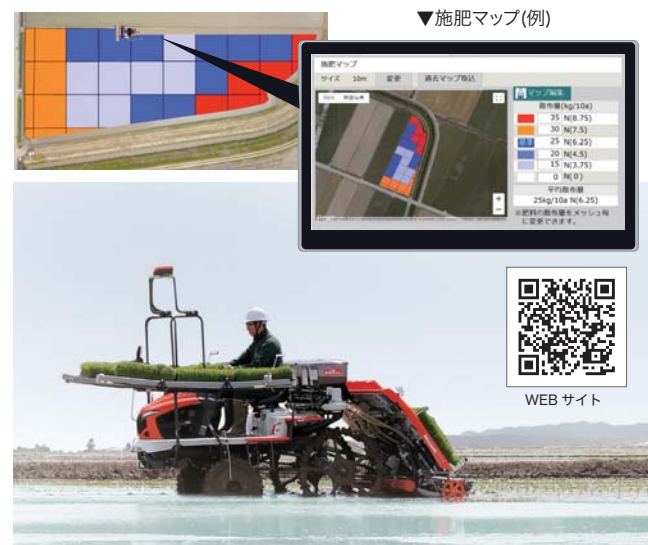 ▼施肥マップ(例)
施肥マップ
サイズ 10m 変更 過去マップ取込
マップ編集
散布量(kg/10a)
35 N(8.75)
30 N(7.5)
標準 25 N(6.25)
20 N(4.5)
15 N(3.75)
0 N(0)
平均散布量
25kg/10a N(6.25)
※肥料の散布量をメッシュ毎
に変更できます。
WEB サイト